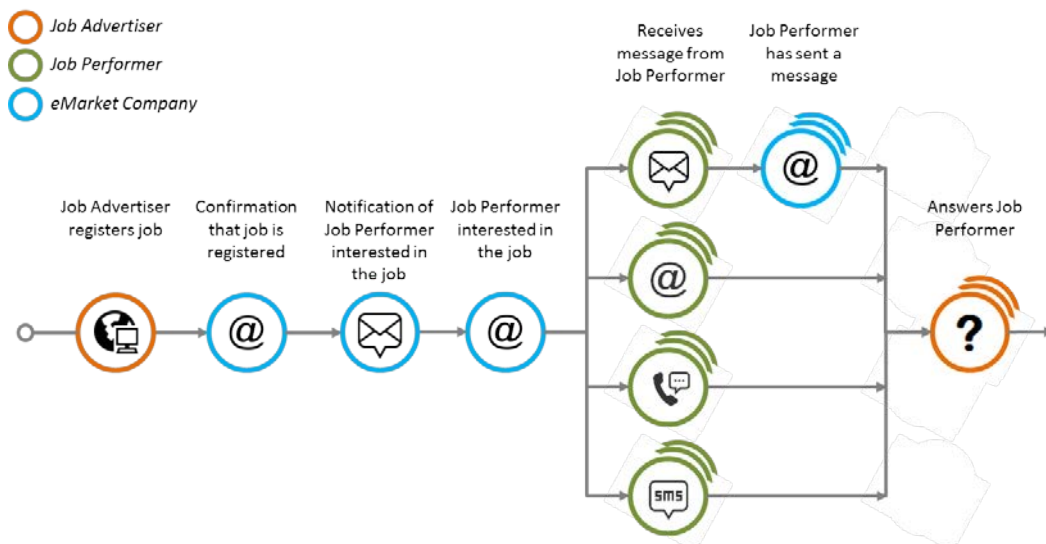 Job Advertiser
Job Performer
eMarket Company
Receives
message from
Job Performer
Job Performer
has sent a
message
Job Advertiser
registers job
Confirmation
that job is
registered
Notification of
Job Performer
interested in
the job
Job Performer
interested in
the job
Answers Job
Performer
@
@
@
@
?
sms